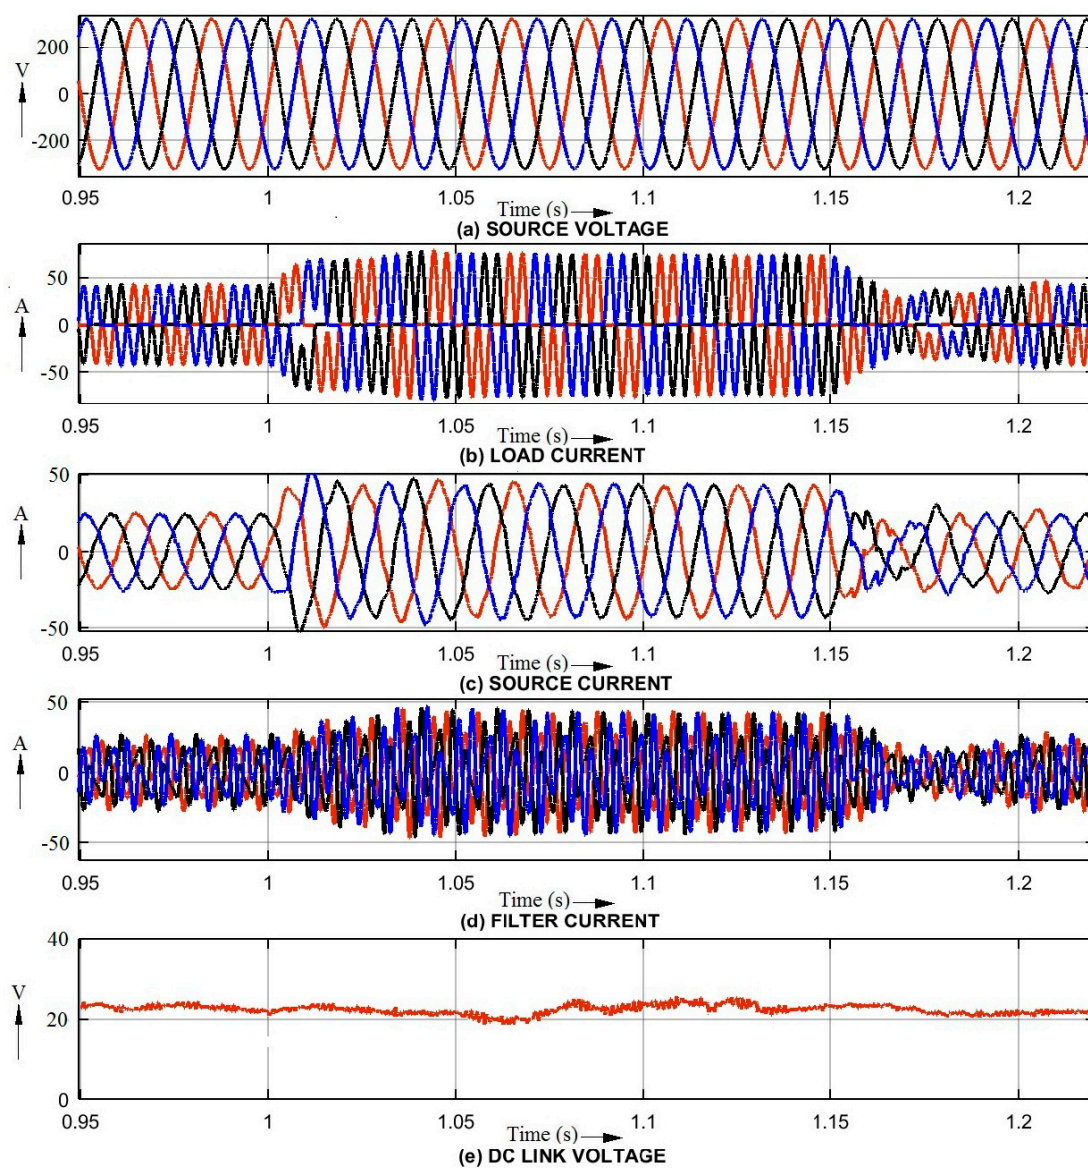 200
V
0
-200
0.95 1 1.05 1.1 1.15 1.2
Time (s)
(a) SOURCE VOLTAGE
50
A
0
-50
0.95 1 1.05 1.1 1.15 1.2
Time (s)
(b) LOAD CURRENT
50
A
0
-50
0.95 1 1.05 1.1 1.15 1.2
Time (s)
(c) SOURCE CURRENT
50
A
0
-50
0.95 1 1.05 1.1 1.15 1.2
Time (s)
(d) FILTER CURRENT
40
V
20
0
0.95 1 1.05 1.1 1.15 1.2
Time (s)
(e) DC LINK VOLTAGE